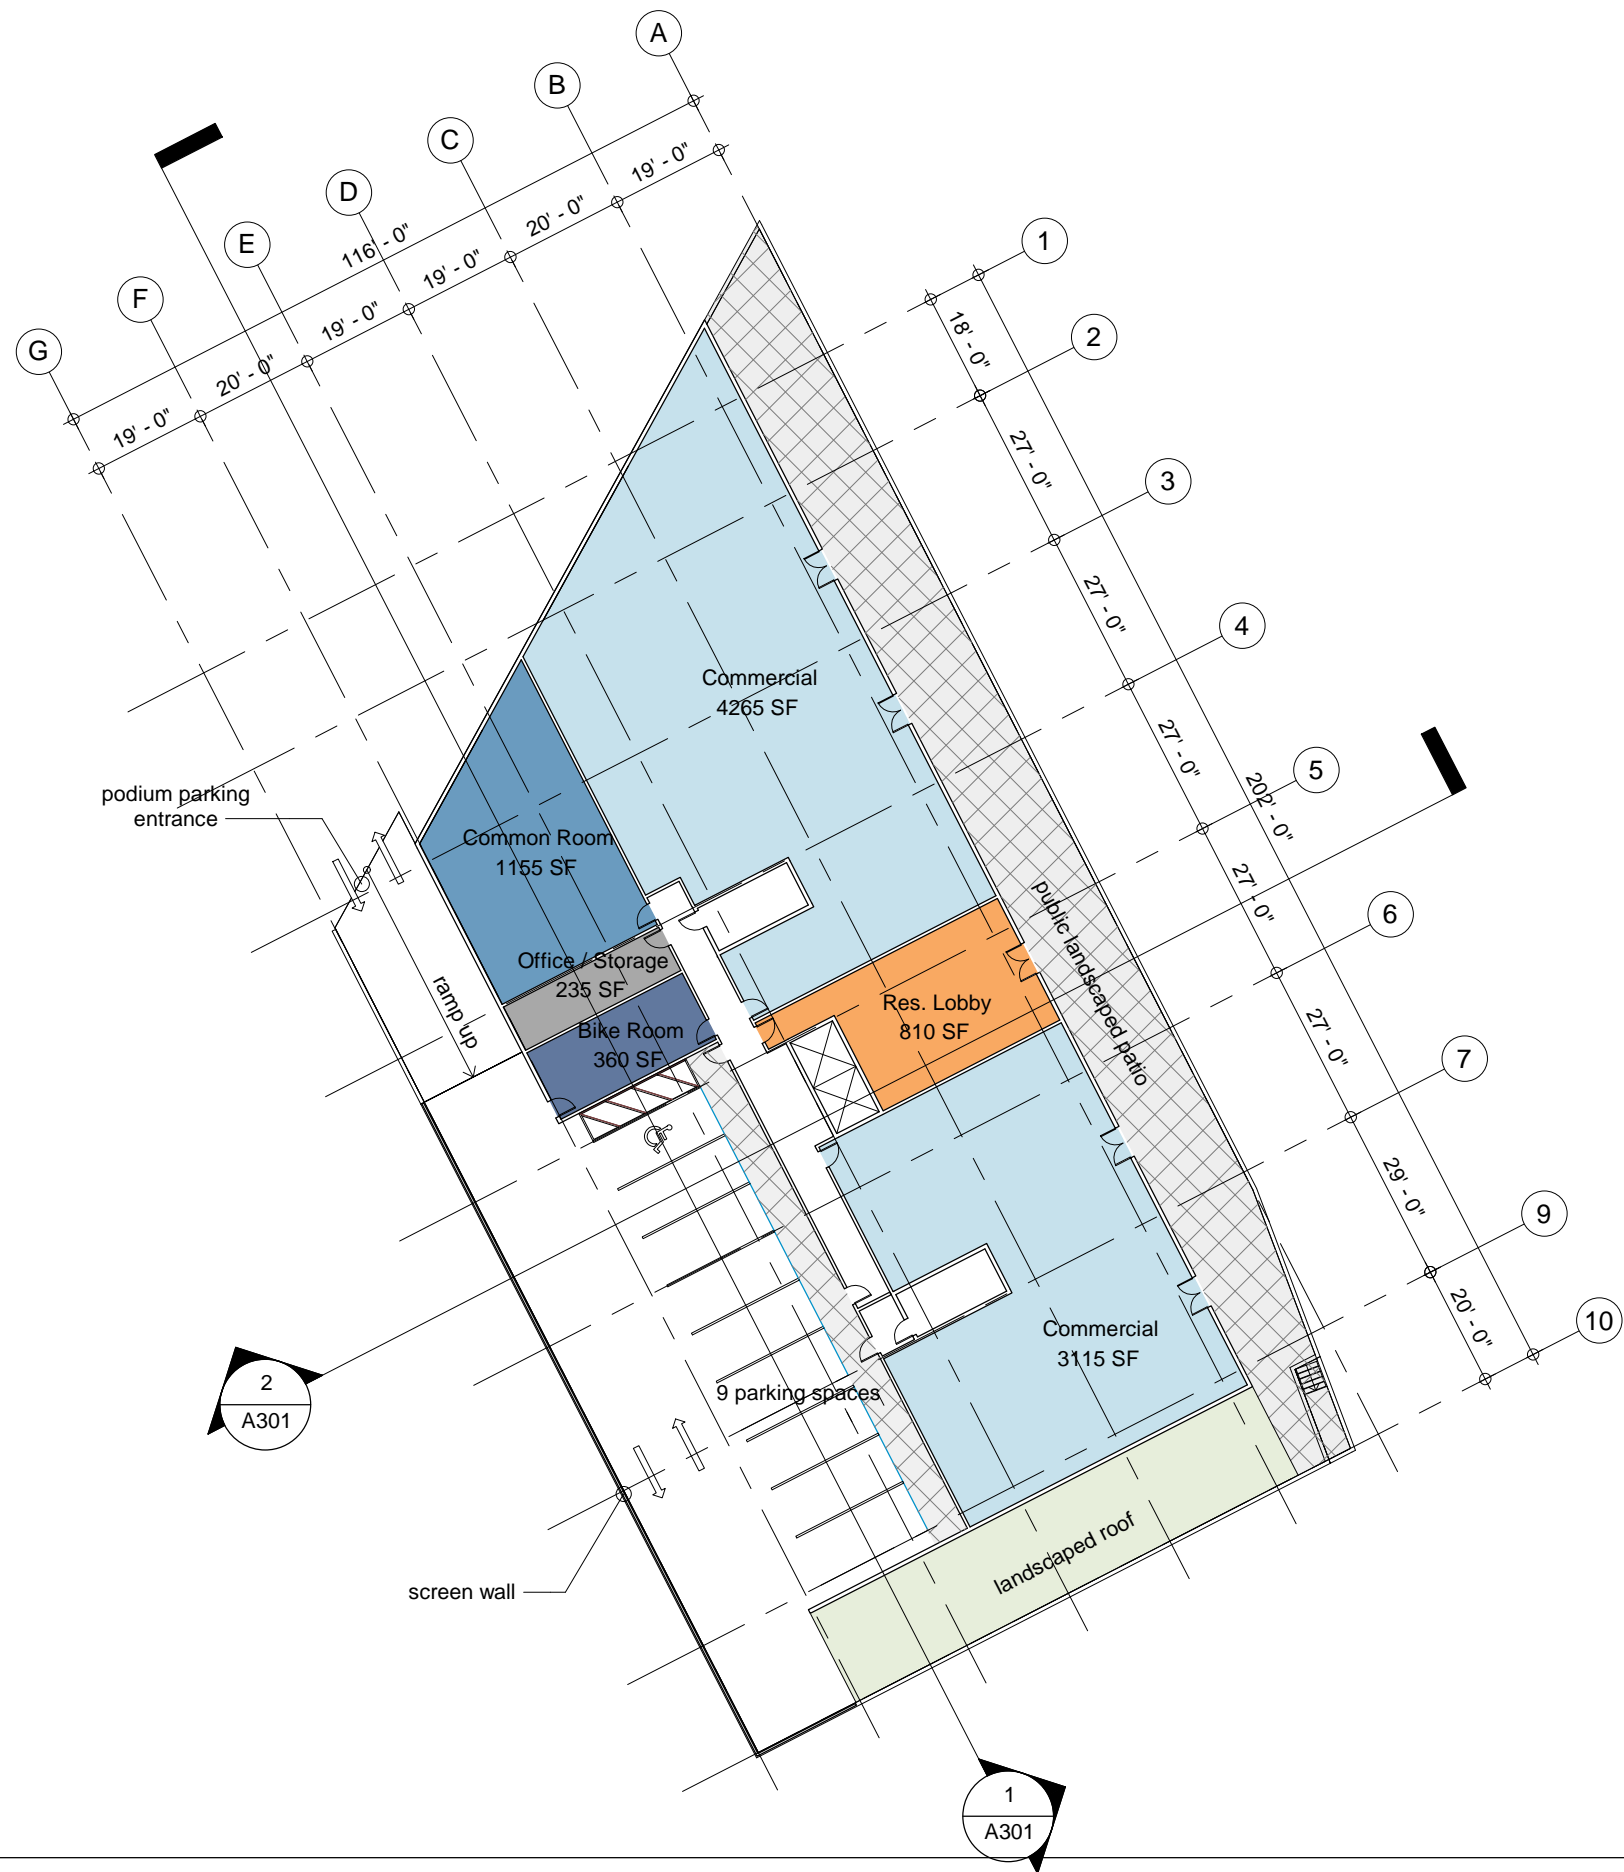 A
B
C
D
E
F
G
116' - 0"
19' - 0"
20' - 0"
19' - 0"
19' - 0"
20' - 0"
19' - 0"
1
2
3
4
5
6
7
9
10
18' - 0"
27' - 0"
27' - 0"
27' - 0"
27' - 0"
27' - 0"
29' - 0"
20' - 0"
202' - 0"
Commercial
4265 SF
podium parking
entrance
Common Room
1155 SF
Office / Storage
235 SF
Bike Room
360 SF
ramp up
Res. Lobby
810 SF
public landscaped patio
Commercial
3115 SF
9 parking spaces
landscaped roof
screen wall
2
A301
1
A301